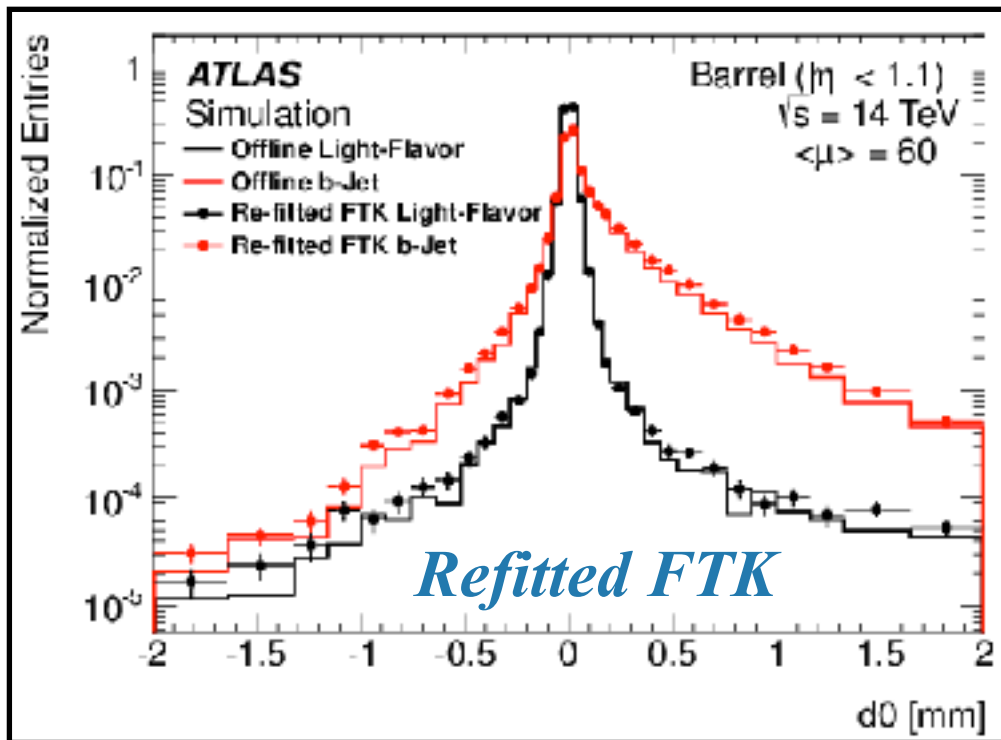 Normalized Entries
1
10⁻¹
10⁻²
10⁻³
10⁻⁴
10⁻⁵
ATLAS
Simulation
Offline Light-Flavor
Offline b-Jet
Re-fitted FTK Light-Flavor
Re-fitted FTK b-Jet
Barrel (|η < 1.1)
√s = 14 TeV
<μ> = 60
Refitted FTK
-2 -1.5 -1 -0.5 0 0.5 1 1.5 2
d0 [mm]